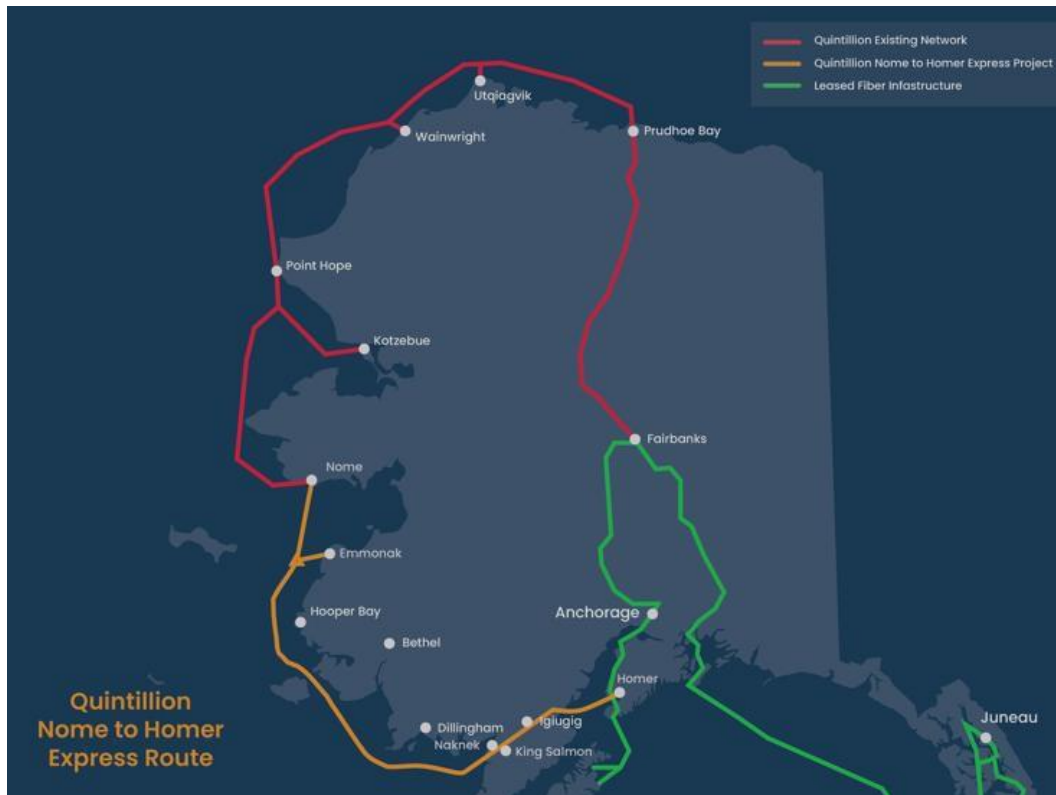 Quintillion Existing Network
Quintillion Nome to Homer Express Project
Leased Fiber Infastructure
Utqiagvik
Wainwright
Prudhoe Bay
Point Hope
Kotzebue
Fairbanks
Nome
Emmonak
Hooper Bay
Anchorage
Bethel
Homer
Quintillion
Nome to Homer
Express Route
Igiugig
Dillingham
Juneau
Naknek
King Salmon